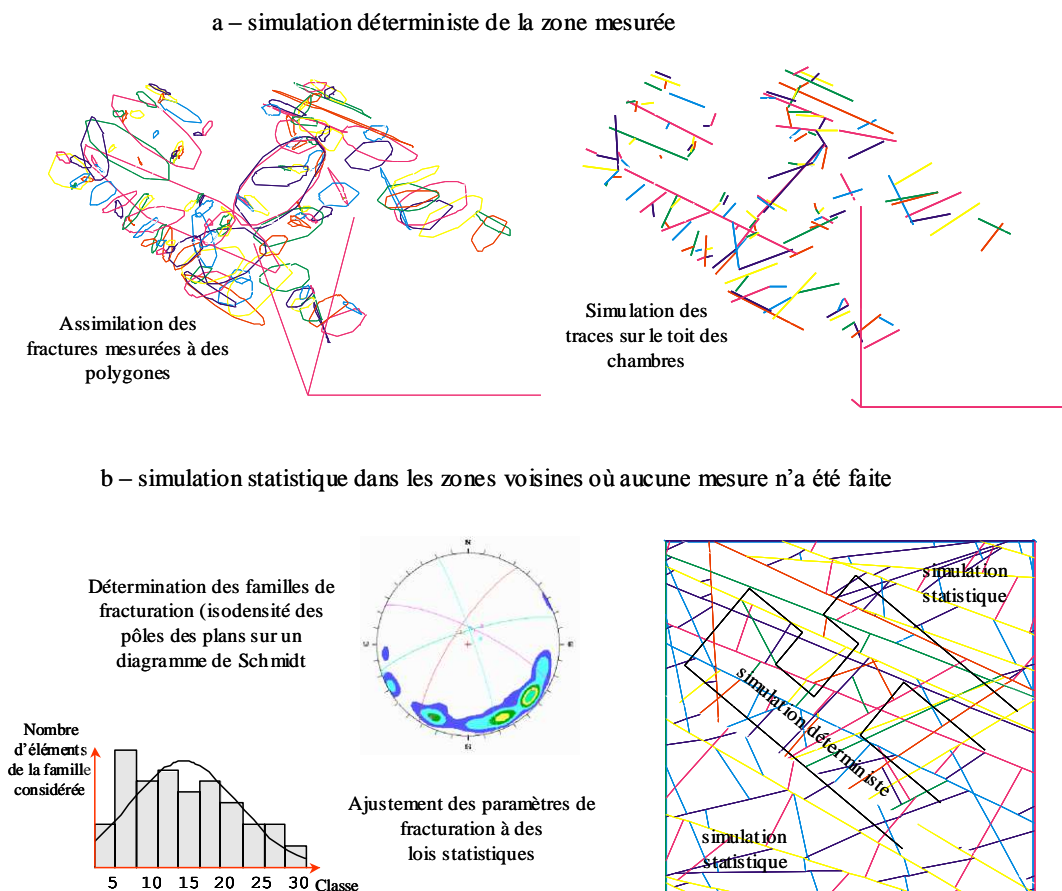 a – simulation déterministe de la zone mesurée
Assimilation des
fractures mesurées à des
polygones
Simulation des
traces sur le toit des
chambres
b – simulation statistique dans les zones voisines où aucune mesure n’a été faite
Détermination des familles de
fracturation (isodensité des
pôles des plans sur un
diagramme de Schmidt
N
simulation
statistique
simulation déterministe
simulation
statistique
Nombre
d’éléments
de la famille
considérée
5 10 15 20 25 30 Classe
Ajustement des paramètres de
fracturation à des
lois statistiques